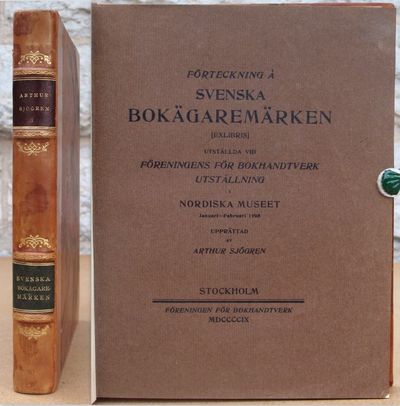 ARTHUR
SJÖGREN
SVENSKA
BOKÄGARE-
MÄRKEN
FÖRTECKNING Å
SVENSKA
BOKÄGAREMÄRKEN
[EXLIBRIS]
UTSTÄLLDA VID
FÖRENINGENS FÖR BOKHANDTVERK
UTSTÄLLNING
I
NORDISKA MUSEET
Januari—Februari 1908
UPPRÄTTAD
AF
ARTHUR SJÖGREN
STOCKHOLM
FÖRENINGEN FÖR BOKHANDTVERK
MDCCCCIX